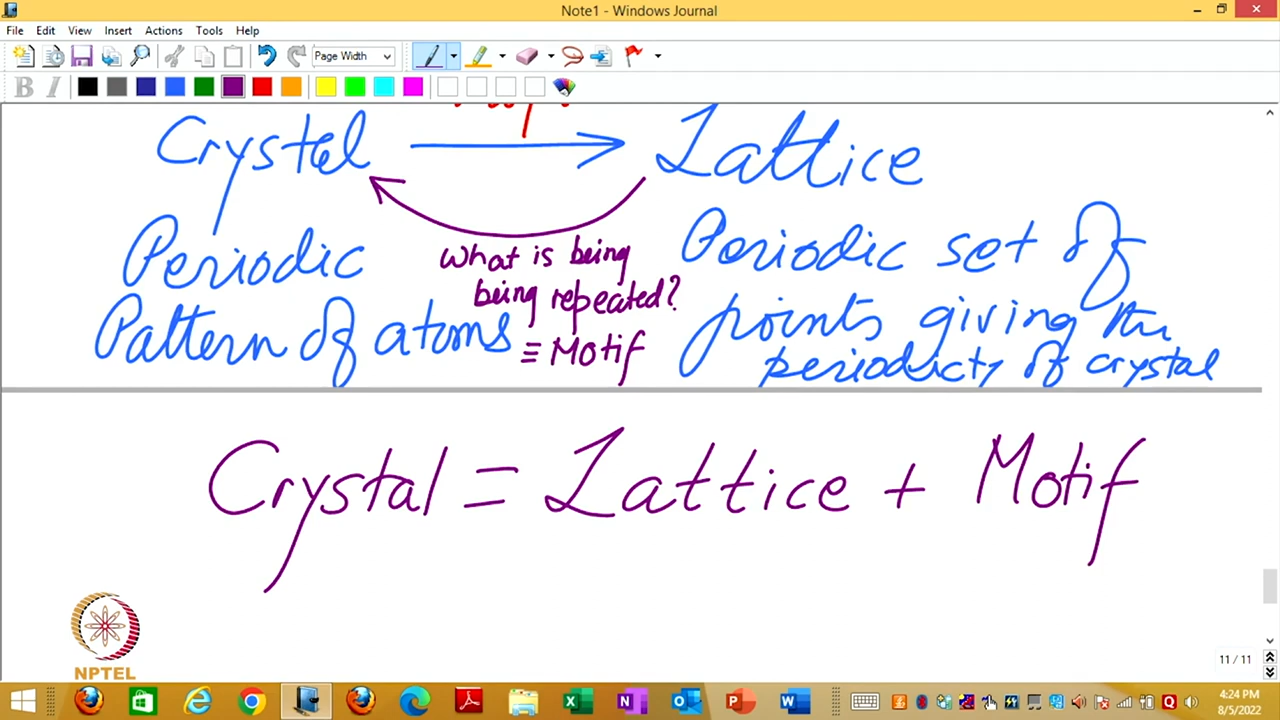 Note1 - Windows Journal
File Edit View Insert Actions Tools Help
Page Width
B I
Crystal Lattice
What is being
being repeated?
≡ Motif
Periodic
Pattern of atoms
Periodic set of
points giving the
periodicty of crystal
Crystal = Lattice + Motif
NPTEL
11 / 11
4:24 PM
8/5/2022